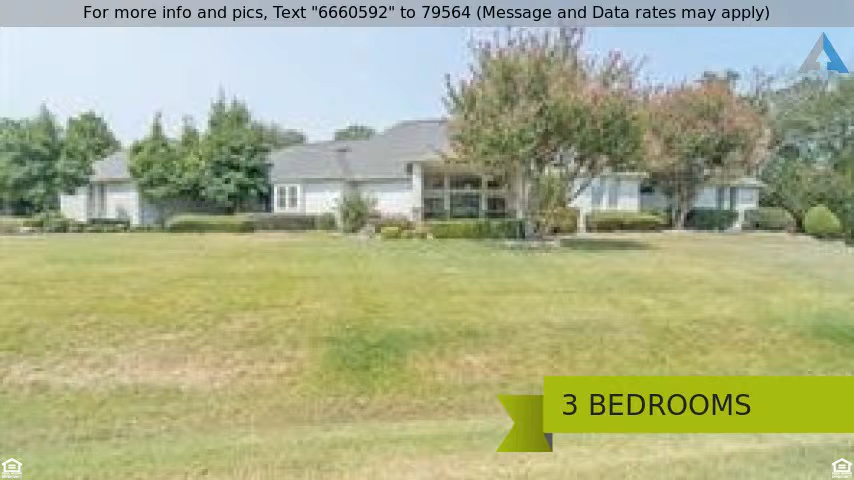 For more info and pics, Text "6660592" to 79564 (Message and Data rates may apply)
3 BEDROOMS